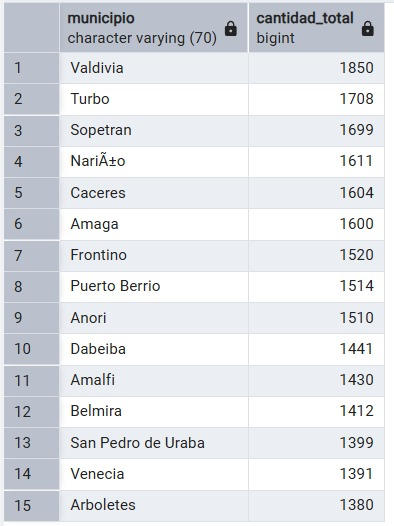 municipio cantidad_total
character varying (70) bigint
1 Valdivia 1850
2 Turbo 1708
3 Sopetran 1699
4 NariÃ±o 1611
5 Caceres 1604
6 Amaga 1600
7 Frontino 1520
8 Puerto Berrio 1514
9 Anori 1510
10 Dabeiba 1441
11 Amalfi 1430
12 Belmira 1412
13 San Pedro de Uraba 1399
14 Venecia 1391
15 Arboletes 1380